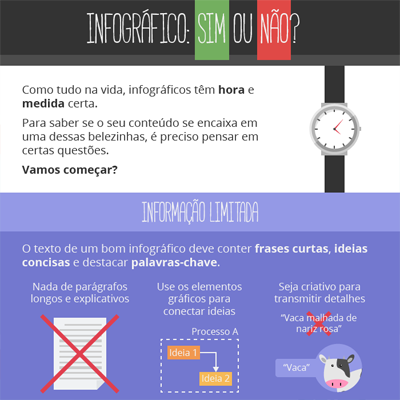 INFOGRÁFICO: SIM OU NÃO?
Como tudo na vida, infográficos têm hora e
medida certa.
Para saber se o seu conteúdo se encaixa em
uma dessas belezinhas, é preciso pensar em
certas questões.
Vamos começar?
INFORMAÇÃO LIMITADA
O texto de um bom infográfico deve conter frases curtas, ideias
concisas e destacar palavras-chave.
Nada de parágrafos
longos e explicativos
Use os elementos
gráficos para
conectar ideias
Processo A
Ideia 1
Ideia 2
Seja criativo para
transmitir detalhes
"Vaca malhada de
nariz rosa"
"Vaca"